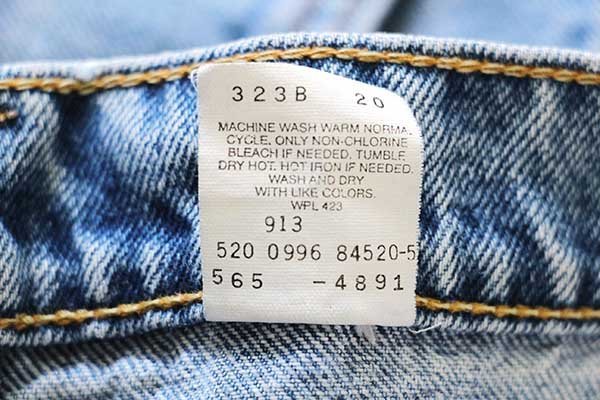 323B 20
MACHINE WASH WARM NORMA
CYCLE. ONLY NON-CHLORINE
BLEACH IF NEEDED. TUMBLE
DRY HOT. HOT IRON IF NEEDED.
WASH AND DRY
WITH LIKE COLORS.
WPL 423
913
520 0996 84520-5
565 -4891